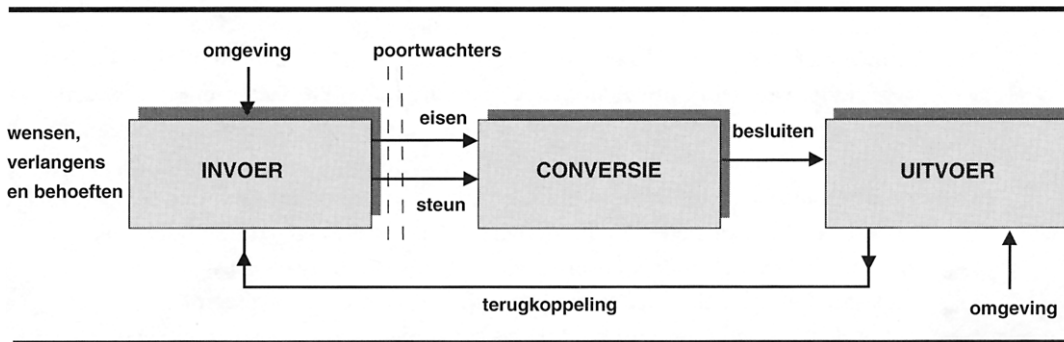 omgeving
poortwachters
wensen,
verlangens
en behoeften
INVOER
eisen
steun
CONVERSIE
besluiten
UITVOER
terugkoppeling
omgeving